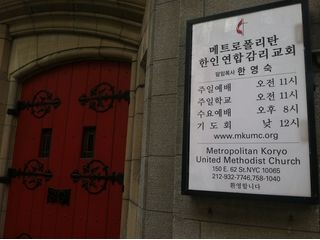 메트로폴리탄
한인연합감리교회
담임목사 한영숙
주일예배 오전 11시
주일학교 오전 11시
수요예배 오후 8시
기도회 낮 12시
www.mkumc.org
Metropolitan Koryo
United Methodist Church
150 E. 62 St.NYC 10065
212-932-7746,758-1040
환영합니다